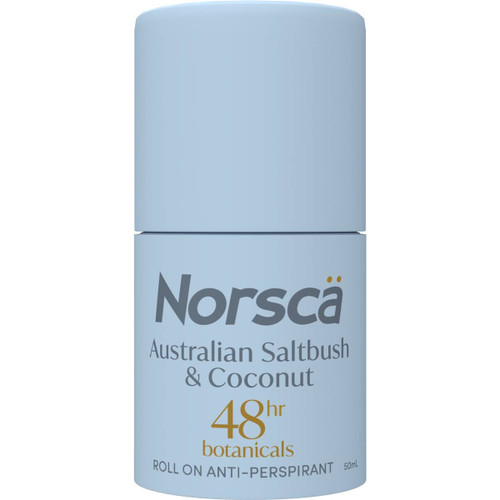 Norscä
Australian Saltbush
& Coconut
48hr
botanicals
ROLL ON ANTI-PERSPIRANT 50mL